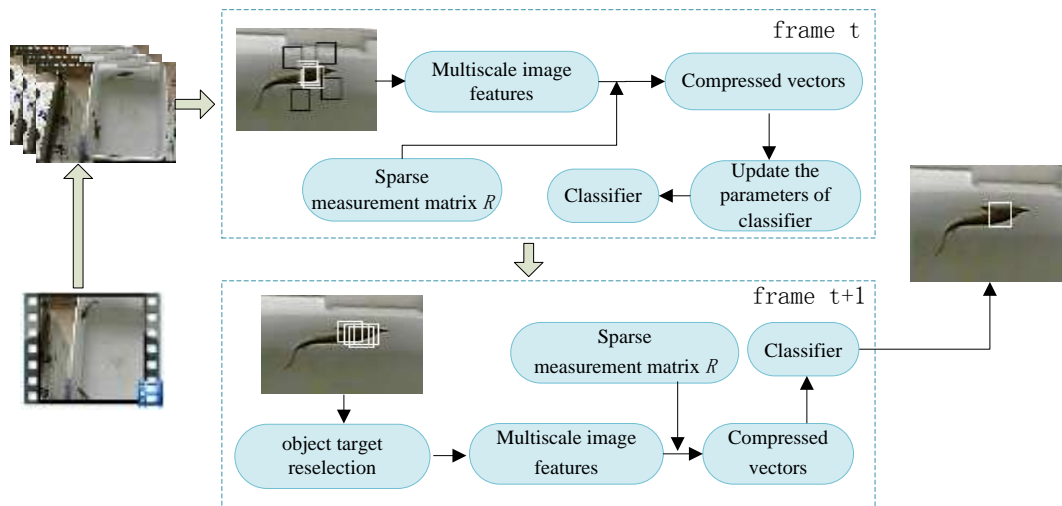 frame t
Multiscale image
features
Compressed vectors
Sparse
measurement matrix R
Classifier
Update the
parameters of
classifier
frame t+1
Sparse
measurement matrix R
Classifier
object target
reselection
Multiscale image
features
Compressed
vectors